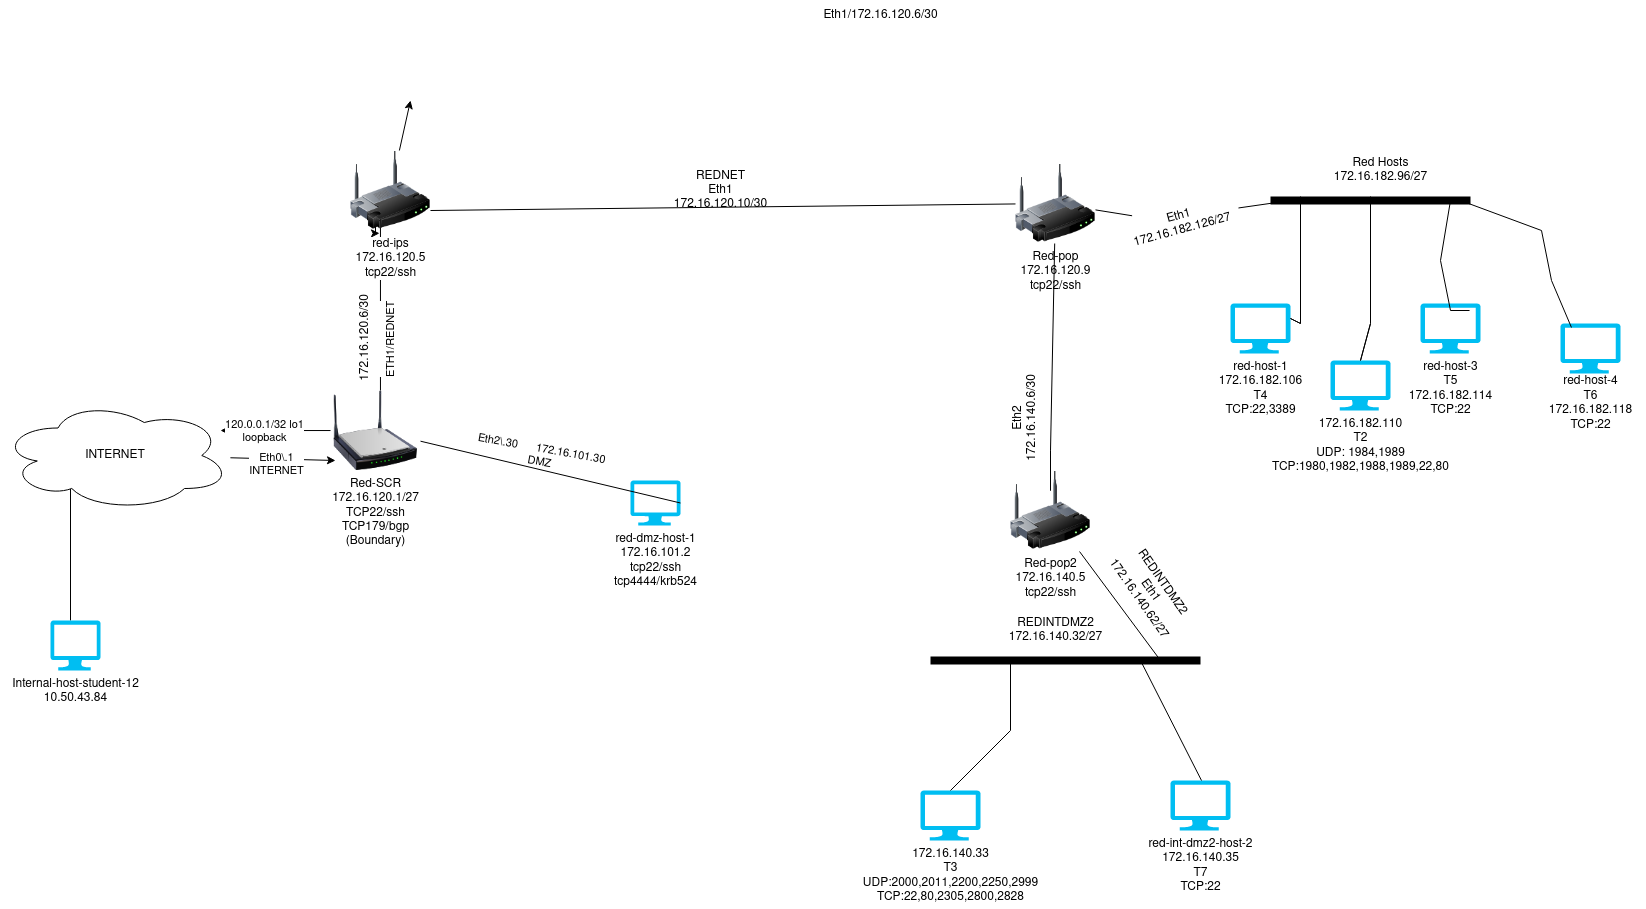 Eth1/172.16.120.6/30
REDNET
Eth1
172.16.120.10/30
Red Hosts
172.16.182.96/27
Eth1
172.16.182.126/27
red-ips
172.16.120.5
tcp22/ssh
Red-pop
172.16.120.9
tcp22/ssh
172.16.120.6/30
ETH1/REDNET
red-host-1
172.16.182.106
T4
TCP:22,3389
172.16.182.110
T2
UDP: 1984,1989
TCP:1980,1982,1988,1989,22,80
red-host-3
T5
172.16.182.114
TCP:22
red-host-4
T6
172.16.182.118
TCP:22
Eth2
172.16.140.6/30
INTERNET
120.0.0.1/32 lo1
loopback
Eth0\.1
INTERNET
Eth2\.30
172.16.101.30
DMZ
Red-SCR
172.16.120.1/27
TCP22/ssh
TCP179/bgp
(Boundary)
red-dmz-host-1
172.16.101.2
tcp22/ssh
tcp4444/krb524
Red-pop2
172.16.140.5
tcp22/ssh
REDINTDMZ2
Eth1
172.16.140.62/27
REDINTDMZ2
172.16.140.32/27
Internal-host-student-12
10.50.43.84
172.16.140.33
T3
UDP:2000,2011,2200,2250,2999
TCP:22,80,2305,2800,2828
red-int-dmz2-host-2
172.16.140.35
T7
TCP:22